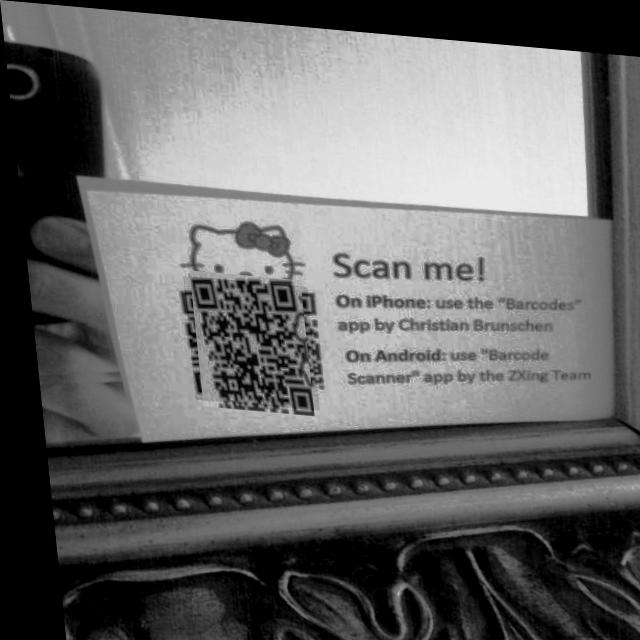 Scan me!
On iPhone: use the "Barcodes"
app by Christian Brunschen
On Android: use "Barcode
Scanner" app by the ZXing Team